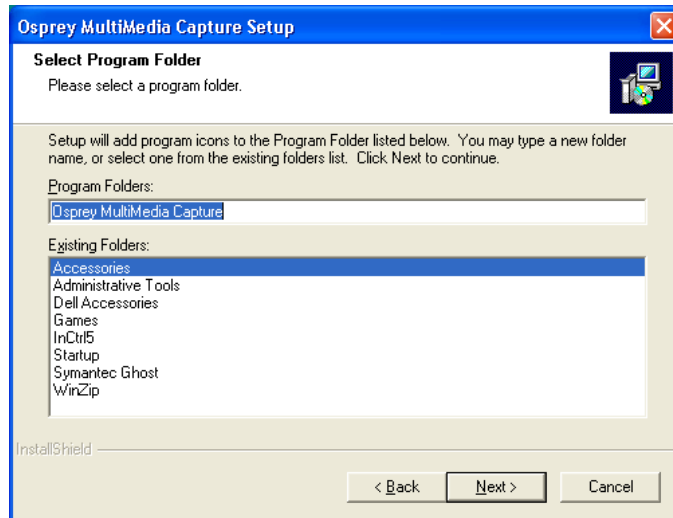 Osprey MultiMedia Capture Setup
Select Program Folder
Please select a program folder.
Setup will add program icons to the Program Folder listed below.  You may type a new folder
name, or select one from the existing folders list.  Click Next to continue.
Program Folders:
Osprey MultiMedia Capture
Existing Folders:
Accessories
Administrative Tools
Dell Accessories
Games
InCtrl5
Startup
Symantec Ghost
WinZip
InstallShield
< Back
Next >
Cancel